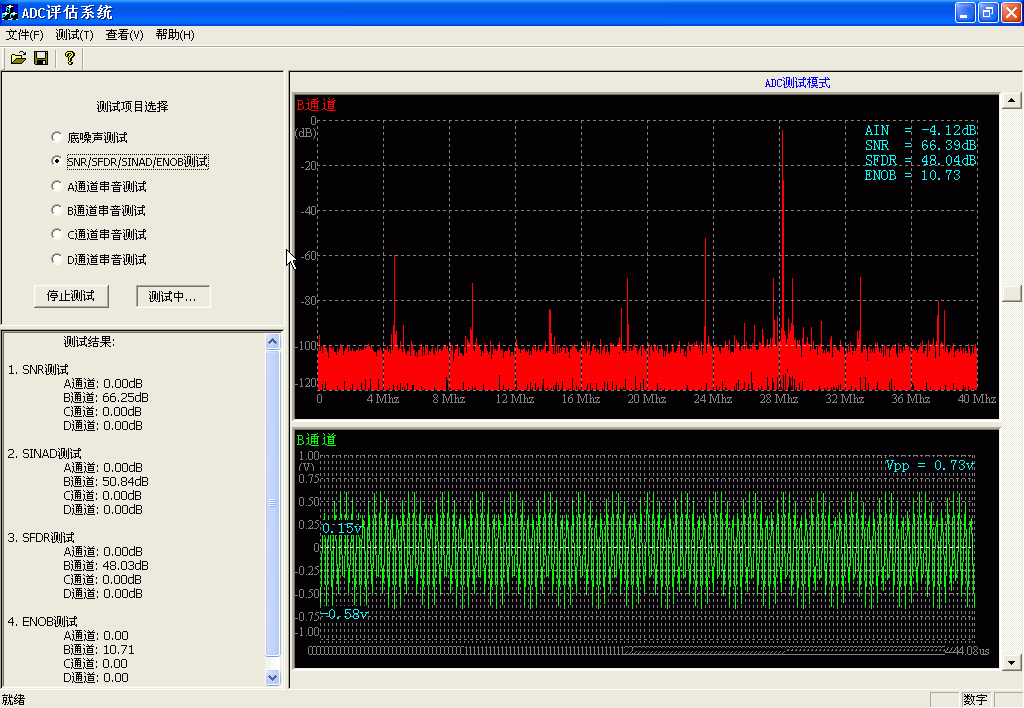 ADC评估系统
文件(F) 测试(T) 查看(V) 帮助(H)
测试项目选择
底噪声测试
SNR/SFDR/SINAD/ENOB测试
A通道串音测试
B通道串音测试
C通道串音测试
D通道串音测试
停止测试 测试中...
测试结果:
1. SNR测试
A通道: 0.00dB
B通道: 66.25dB
C通道: 0.00dB
D通道: 0.00dB
2. SINAD测试
A通道: 0.00dB
B通道: 50.84dB
C通道: 0.00dB
D通道: 0.00dB
3. SFDR测试
A通道: 0.00dB
B通道: 48.03dB
C通道: 0.00dB
D通道: 0.00dB
4. ENOB测试
A通道: 0.00
B通道: 10.71
C通道: 0.00
D通道: 0.00
ADC测试模式
B通道
AIN = -4.12dB
SNR = 66.39dB
SFDR = 48.04dB
ENOB = 10.73
0
(dB)
-20
-40
-60
-80
-100
-120
0 4 Mhz 8 Mhz 12 Mhz 16 Mhz 20 Mhz 24 Mhz 28 Mhz 32 Mhz 36 Mhz 40 Mhz
B通道
Vpp = 0.73v
1.00
(V)
0.75
0.50
0.25
0
-0.25
-0.50
-0.75
-1.00
0.15v
-0.58v
44.08us
就绪
数字